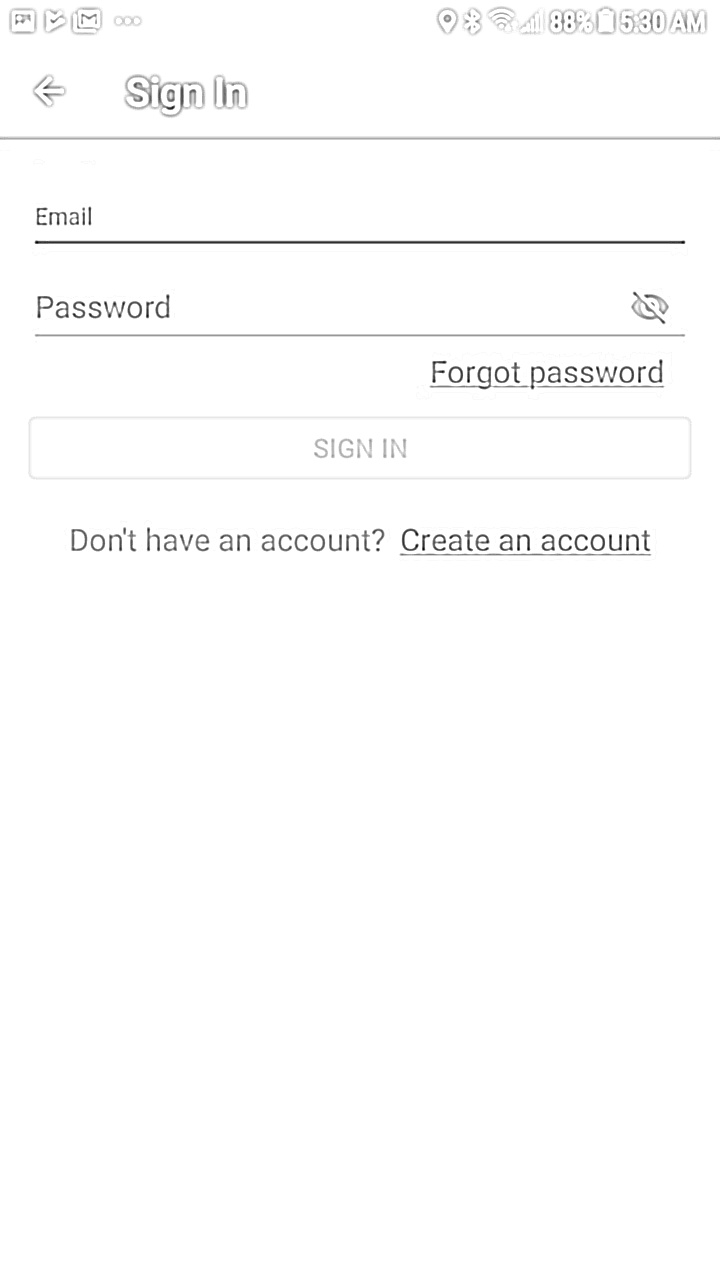 88% 5:30 AM
Sign In
Email
Password
Forgot password
SIGN IN
Don't have an account? Create an account